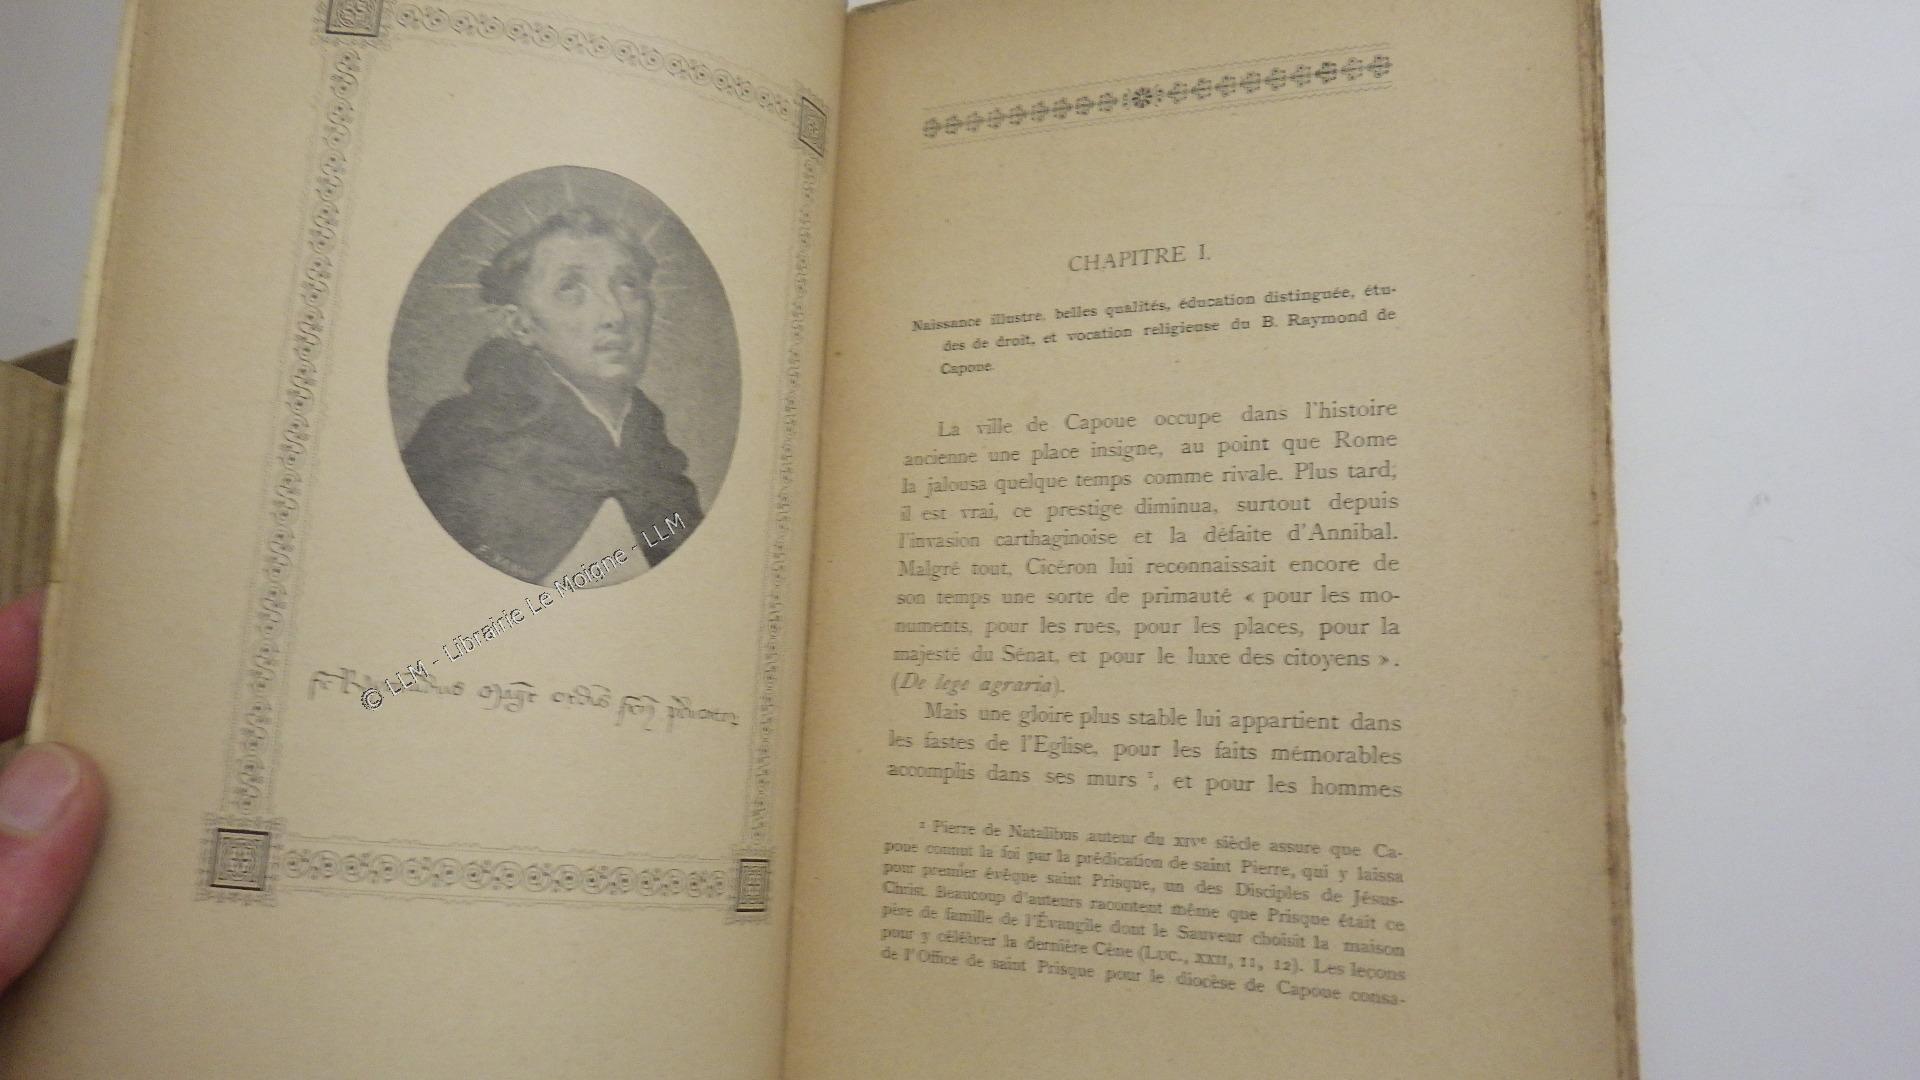 © LLM - Librairie Le Moigne - LLM
CHAPITRE I.
Naissance illustre, belles qualités, éducation distinguée, étu-
des de droit, et vocation religieuse du B. Raymond de
Capoue.
La ville de Capoue occupe dans l'histoire
ancienne une place insigne, au point que Rome
la jalousa quelque temps comme rivale. Plus tard,
il est vrai, ce prestige diminua, surtout depuis
l'invasion carthaginoise et la défaite d'Annibal.
Malgré tout, Cicéron lui reconnaissait encore de
son temps une sorte de primauté « pour les mo-
numents, pour les rues, pour les places, pour la
majesté du Sénat, et pour le luxe des citoyens ».
(De lege agraria).
Mais une gloire plus stable lui appartient dans
les fastes de l'Eglise, pour les faits mémorables
accomplis dans ses murs ¹, et pour les hommes
¹ Pierre de Natalibus auteur du XIVe siècle assure que Ca-
poue connut la foi par la prédication de saint Pierre, qui y laissa
pour premier évêque saint Prisque, un des Disciples de Jésus-
Christ. Beaucoup d'auteurs racontent même que Prisque était ce
père de famille de l'Évangile dont le Sauveur choisit la maison
pour y célébrer la dernière Cène (Luc., XXII, 11, 12). Les leçons
de l'Office de saint Prisque pour le diocèse de Capoue consa-